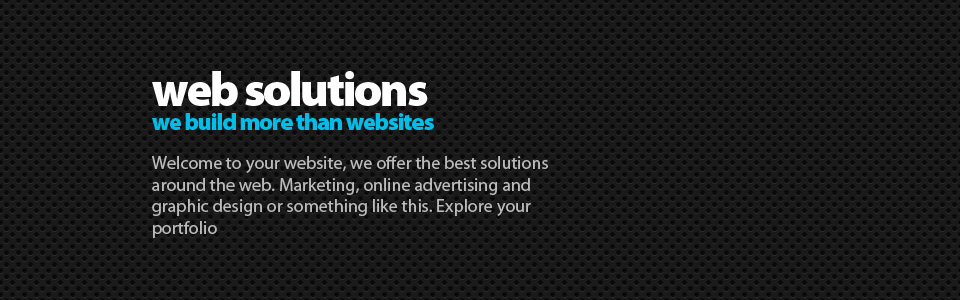 web solutions
we build more than websites
Welcome to your website, we offer the best solutions
around the web. Marketing, online advertising and
graphic design or something like this. Explore your
portfolio